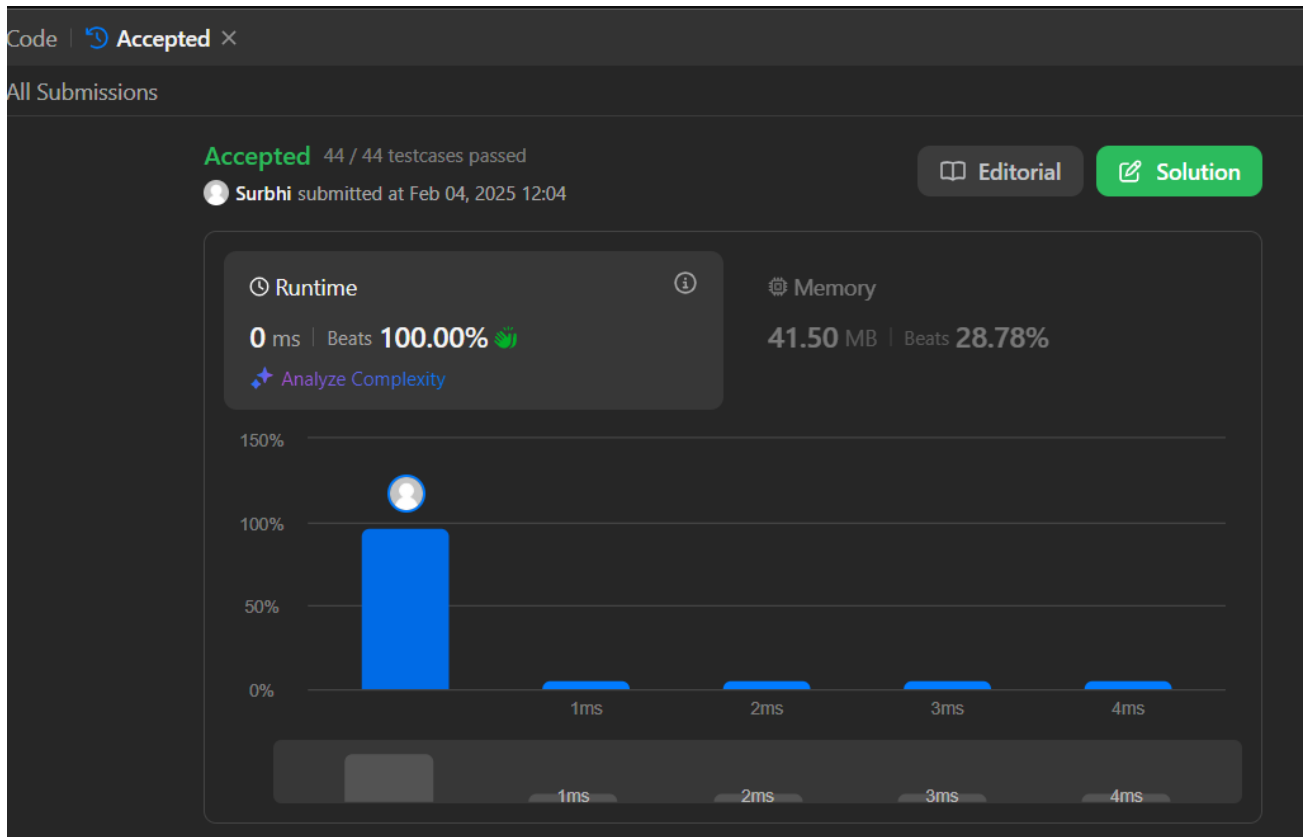 Code Accepted
All Submissions
Accepted 44 / 44 testcases passed
Surbhi submitted at Feb 04, 2025 12:04
Editorial
Solution
Runtime
0 ms Beats 100.00%
Analyze Complexity
Memory
41.50 MB Beats 28.78%
150%
100%
50%
0%
1ms 2ms 3ms 4ms
1ms 2ms 3ms 4ms